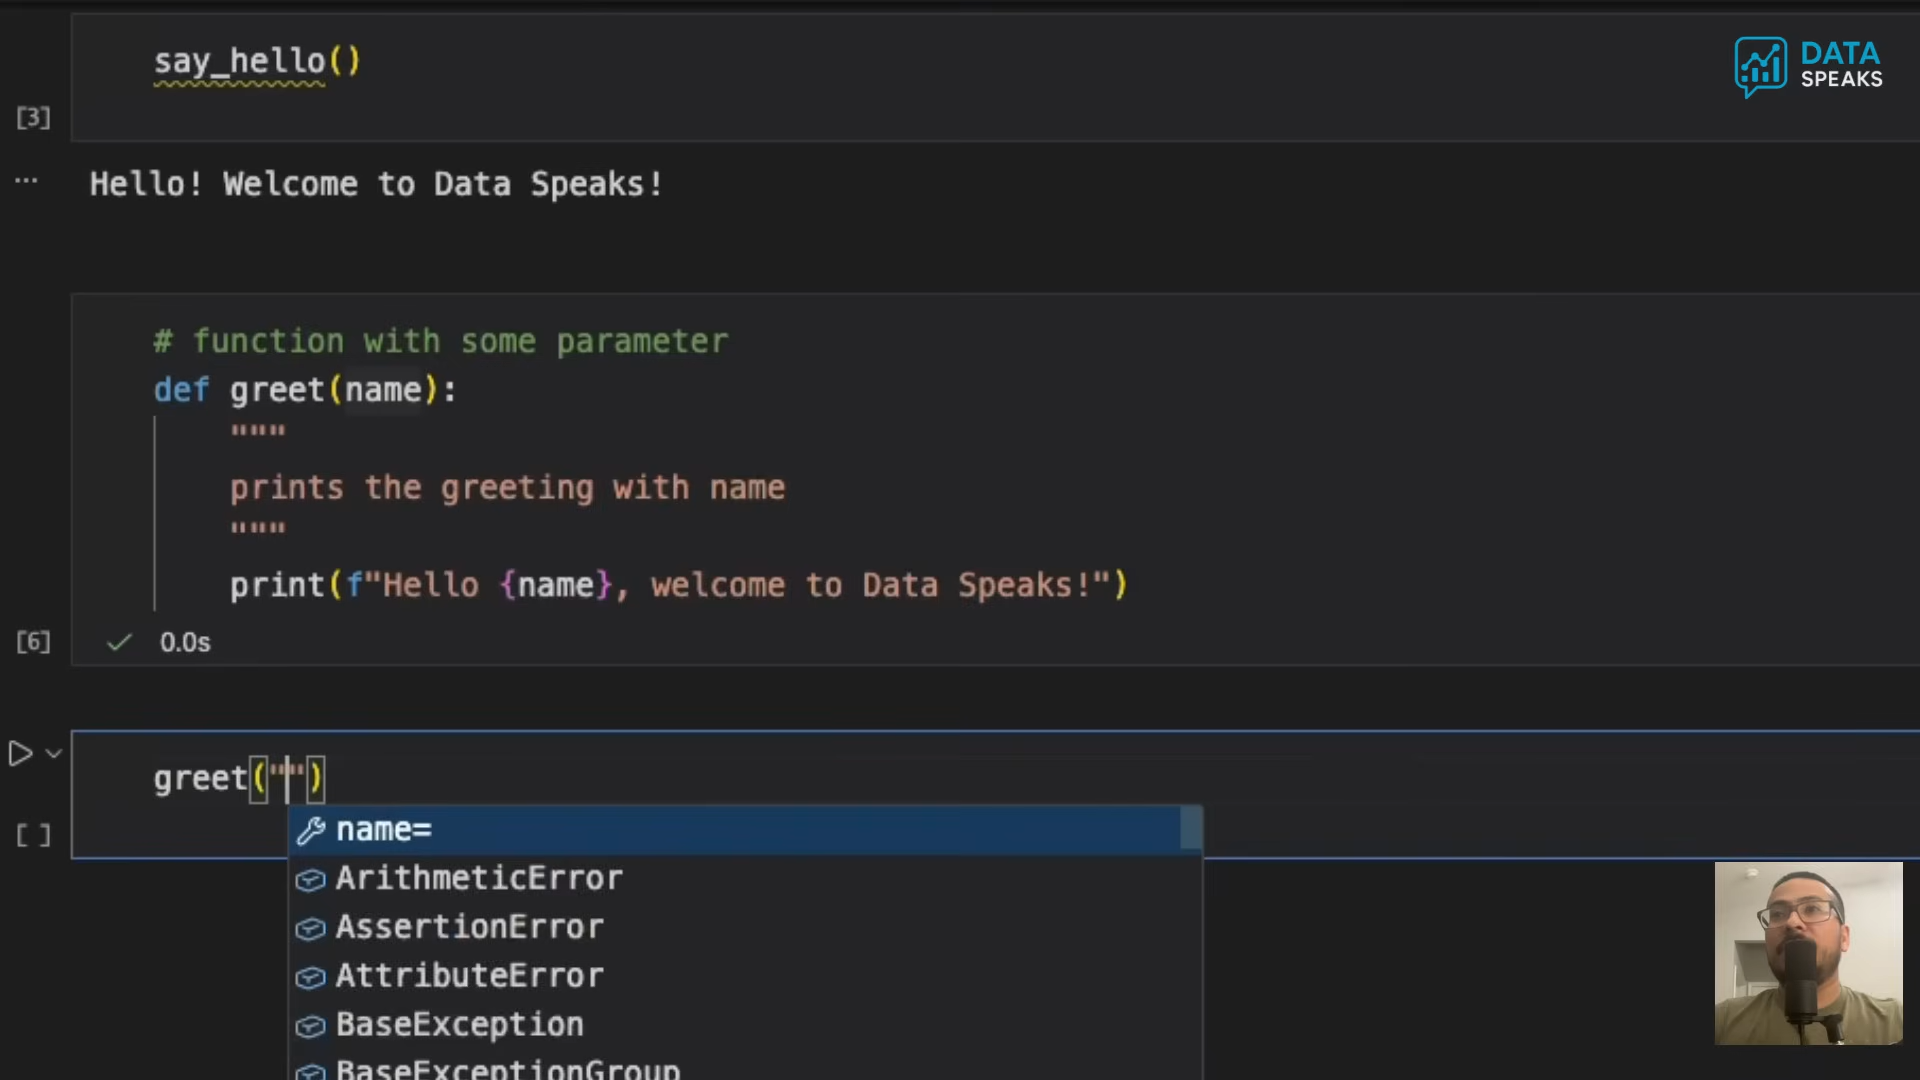 say_hello()
DATA
SPEAKS
[3]
...
Hello! Welcome to Data Speaks!
# function with some parameter
def greet(name):
"""
prints the greeting with name
"""
print(f"Hello {name}, welcome to Data Speaks!")
[6]
0.0s
greet("")
[ ]
name=
ArithmeticError
AssertionError
AttributeError
BaseException
BaseExceptionGroup